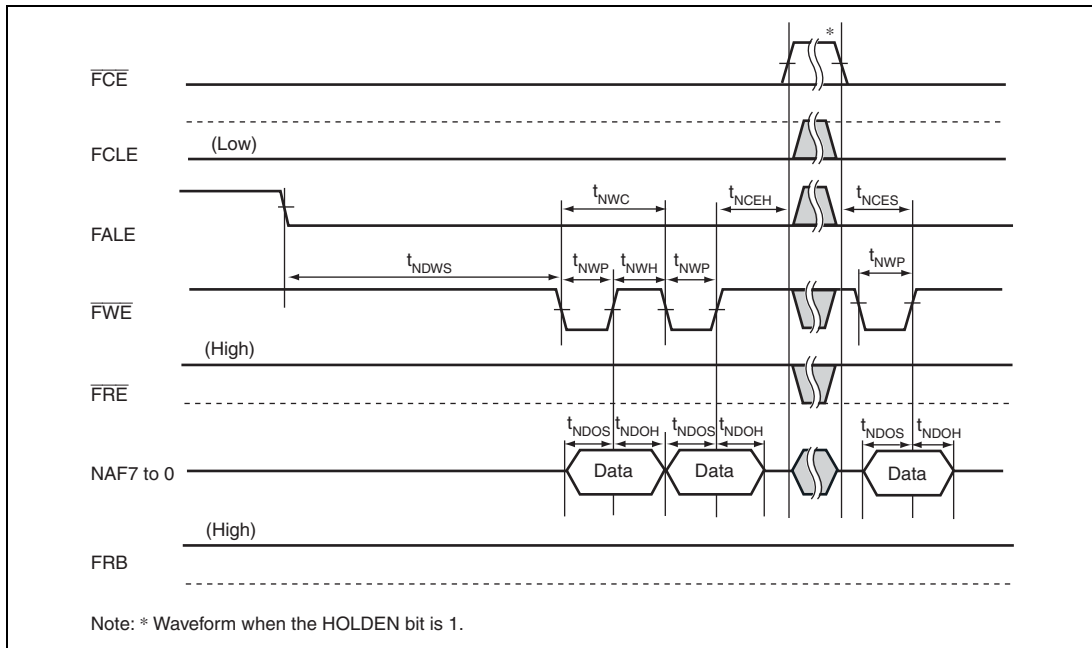 *
FCE
FCLE
(Low)
tNWC
tNCEH
tNCES
FALE
tNDWS
tNWP
tNWH
tNWP
tNWP
FWE
(High)
FRE
tNDOS
tNDOH
tNDOS
tNDOH
tNDOS
tNDOH
NAF7 to 0
Data
Data
Data
(High)
FRB
Note: * Waveform when the HOLDEN bit is 1.